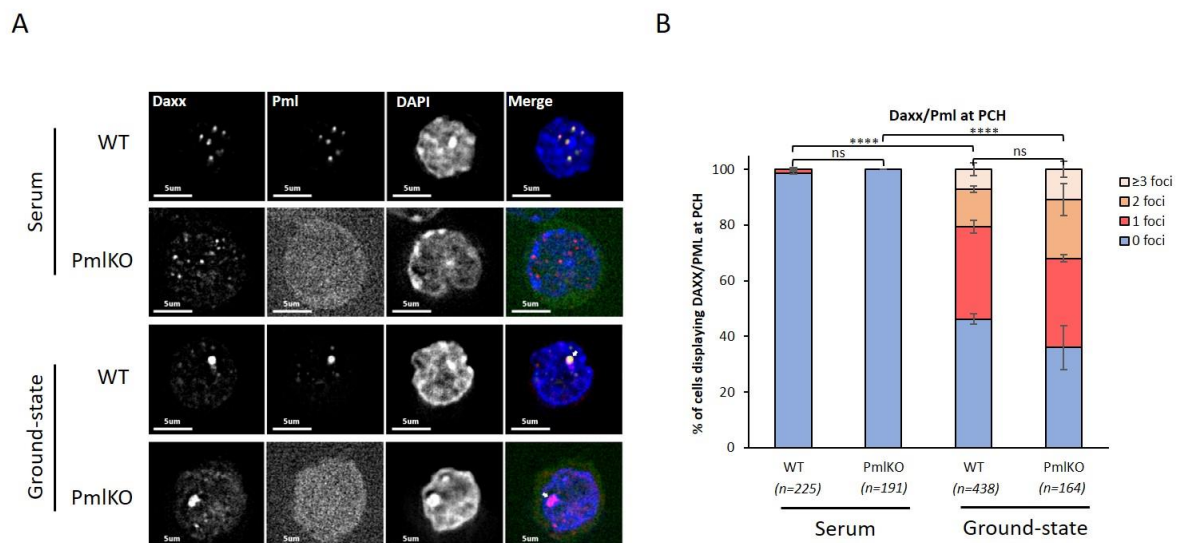 A
B
Daxx Pml DAPI Merge
Serum
WT
5um 5um 5um 5um
PmlKO
5um 5um 5um 5um
Ground-state
WT
5um 5um 5um 5um
PmlKO
5um 5um 5um 5um
Daxx/Pml at PCH
****
****
ns
ns
% of cells displaying DAXX/PML at PCH
100
80
60
40
20
0
≥3 foci
2 foci
1 foci
0 foci
WT PmlKO WT PmlKO
(n=225) (n=191) (n=438) (n=164)
Serum Ground-state